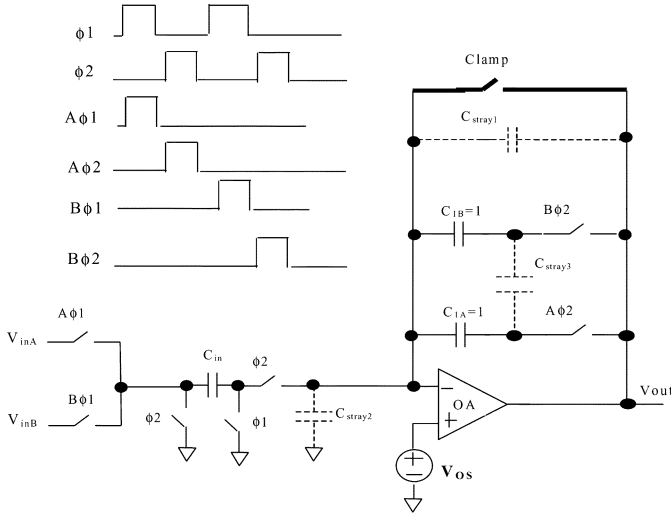 ϕ1
ϕ2
Aϕ1
Aϕ2
Bϕ1
Bϕ2
Clamp
Cstray1
C1B=1
Bϕ2
Cstray3
C1A=1
Aϕ2
Aϕ1
VinA
Cin
ϕ2
Bϕ1
VinB
ϕ2
ϕ1
Cstray2
OA
Vout
VOS